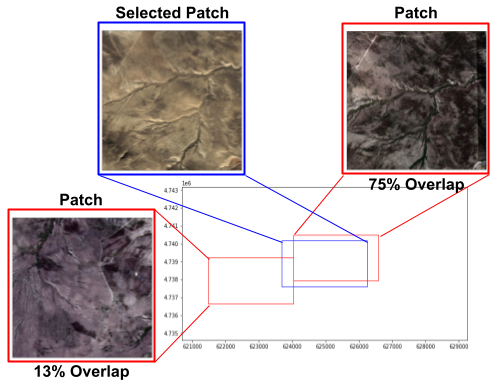 Selected Patch
Patch
75% Overlap
Patch
13% Overlap
1e6
4.743
4.742
4.741
4.740
4.739
4.738
4.737
4.736
4.735
621000 622000 623000 624000 625000 626000 627000 628000 629000